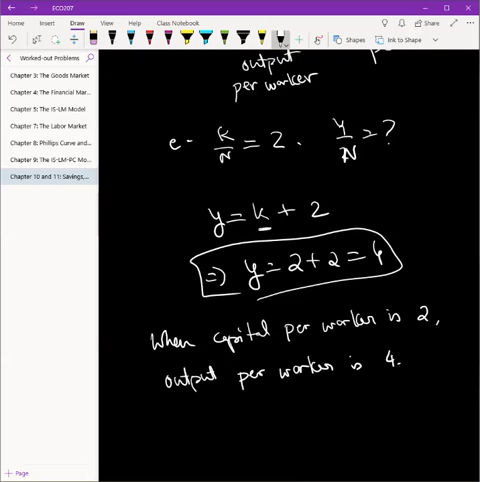 ECO207
Home Insert Draw View Class Notebook Share
Shapes Ink to Shape
Worked-out Problems
Chapter 3: The Goods Market
Chapter 4: The Financial Mar...
Chapter 5: The IS-LM Model
Chapter 7: The Labor Market
Chapter 8: Phillips Curve and...
Chapter 9: The IS-LM-PC Mo...
Chapter 10 and 11: Savings,...
+ Page
output
per worker
e- K/N = 2. Y/N = ?
y = k + 2
=> y = 2 + 2 = 4
When capital per worker is 2,
output per worker is 4.